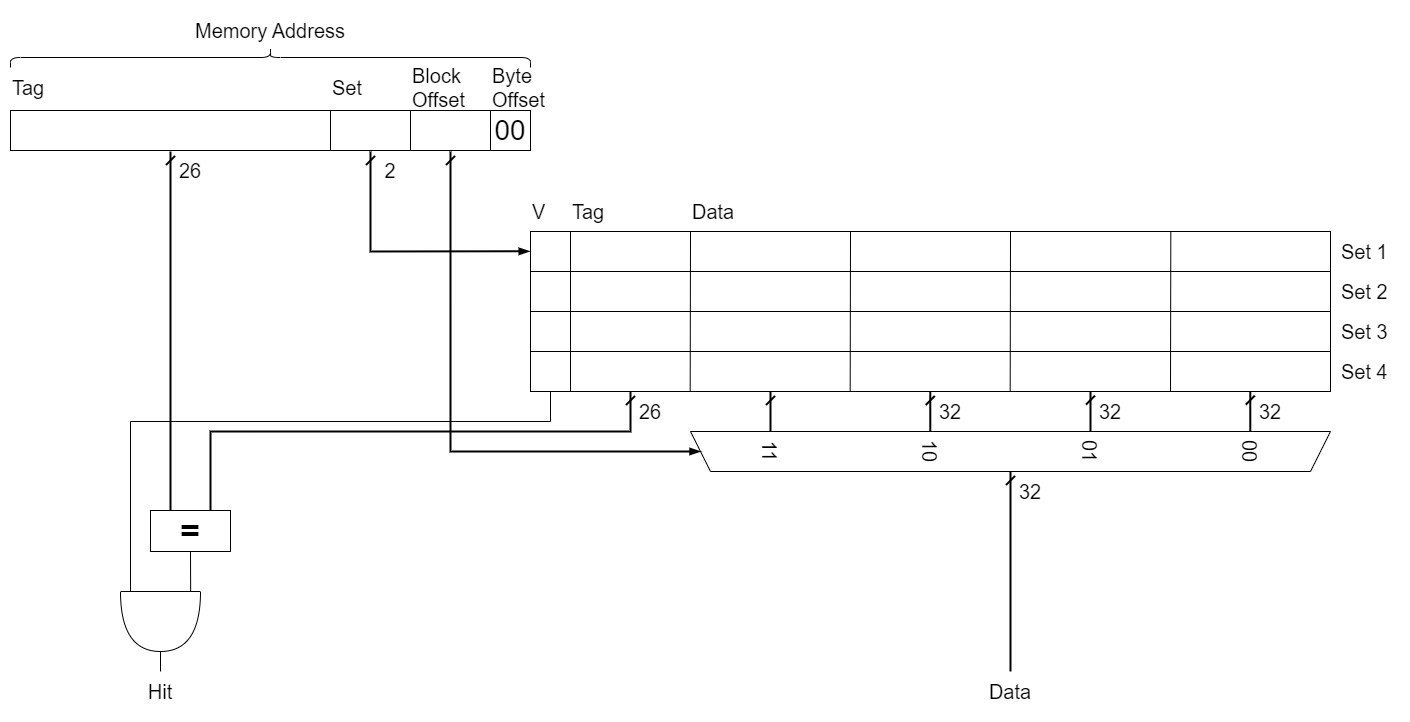 Memory Address
Tag
Set
Block
Offset
Byte
Offset
00
26
2
V
Tag
Data
Set 1
Set 2
Set 3
Set 4
26
32
32
32
11
10
01
00
32
=
Hit
Data